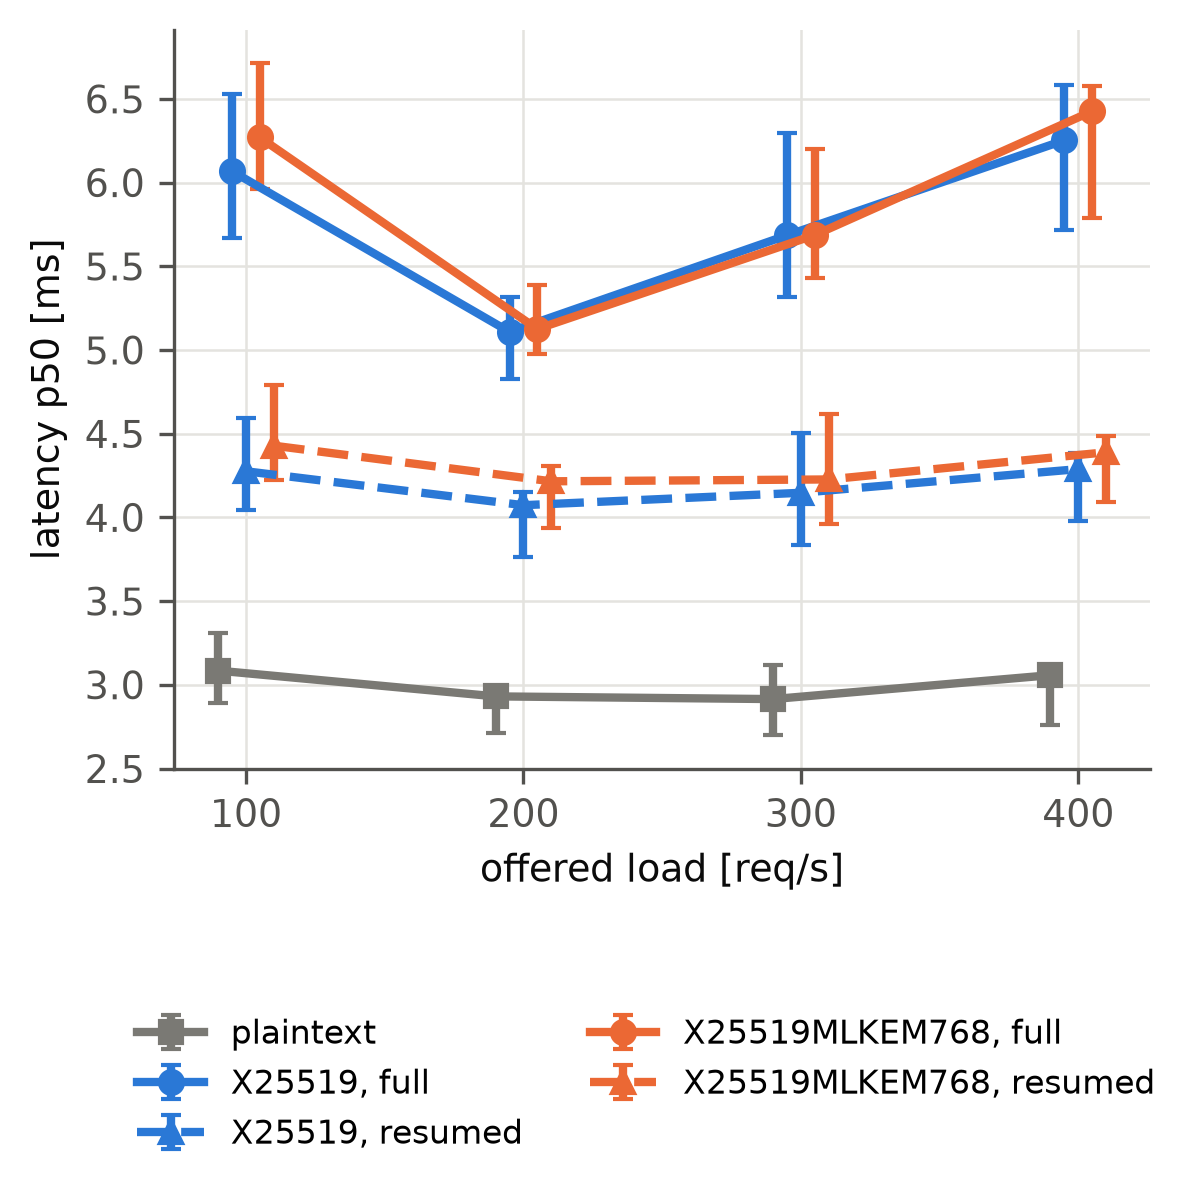 6.5
6.0
5.5
5.0
4.5
4.0
3.5
3.0
2.5
latency p50 [ms]
100 200 300 400
offered load [req/s]
plaintext
X25519, full
X25519, resumed
X25519MLKEM768, full
X25519MLKEM768, resumed